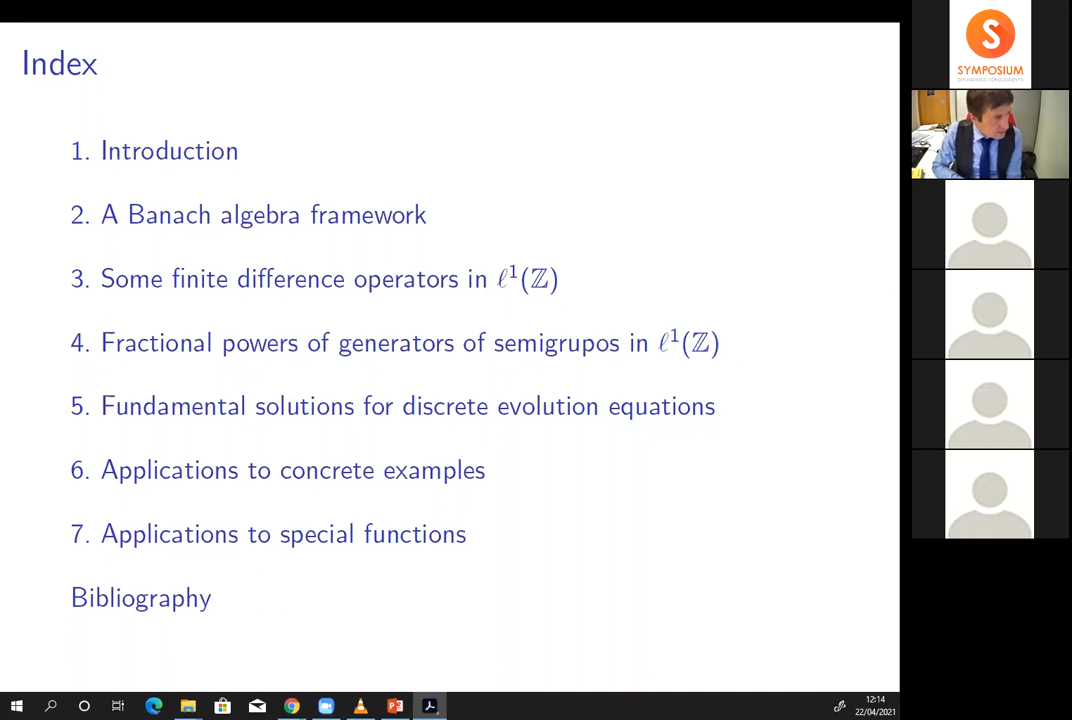 Index
1. Introduction
2. A Banach algebra framework
3. Some finite difference operators in ℓ¹(ℤ)
4. Fractional powers of generators of semigrupos in ℓ¹(ℤ)
5. Fundamental solutions for discrete evolution equations
6. Applications to concrete examples
7. Applications to special functions
Bibliography
S
SYMPOSIUM
12:14
22/04/2021